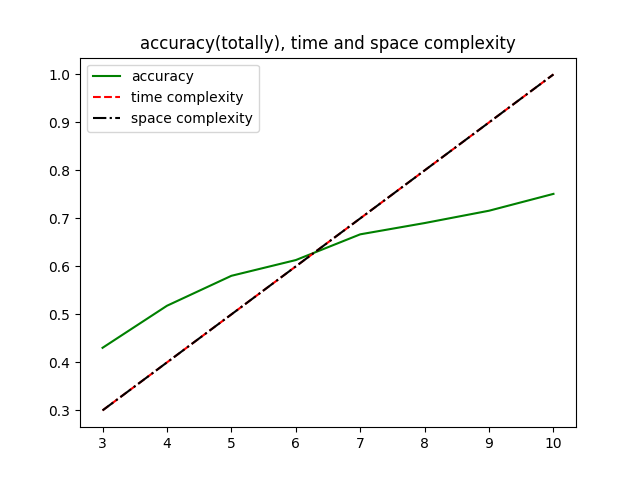 accuracy(totally), time and space complexity
accuracy
time complexity
space complexity
1.0
0.9
0.8
0.7
0.6
0.5
0.4
0.3
3 4 5 6 7 8 9 10